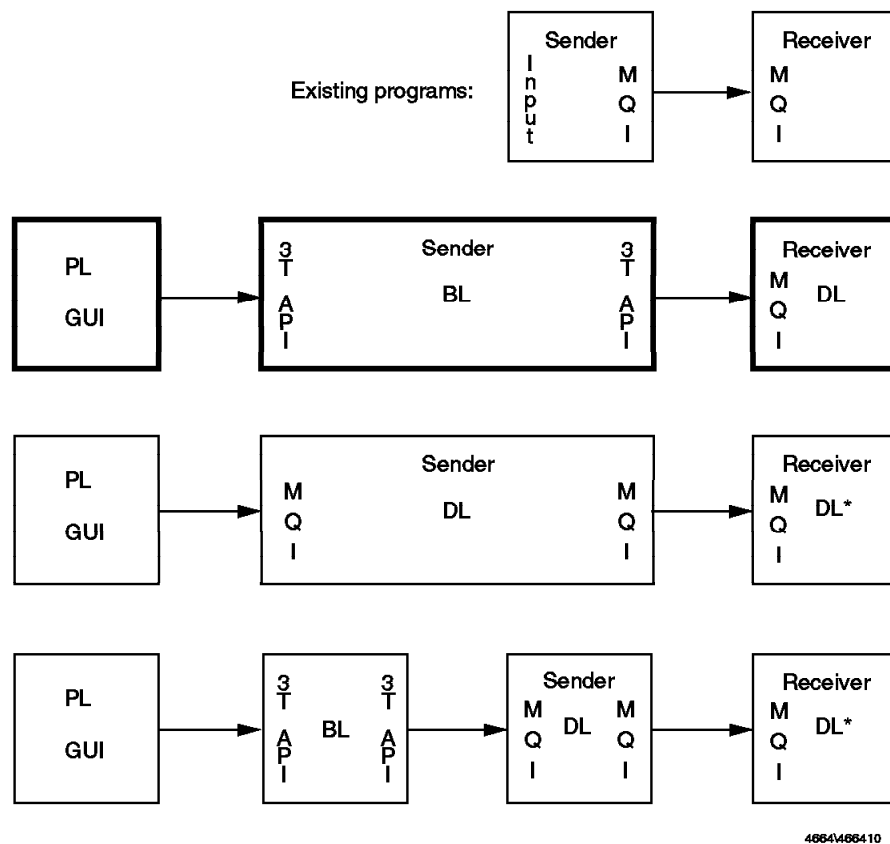 Existing programs:
Sender
Input
MQI
Receiver
MQI
PL
GUI
3T API
Sender
BL
3T API
Receiver
MQI
DL
PL
GUI
MQI
Sender
DL
MQI
Receiver
MQI
DL*
PL
GUI
3T API
BL
3T API
Sender
MQI
DL
MQI
Receiver
MQI
DL*
4664\466410